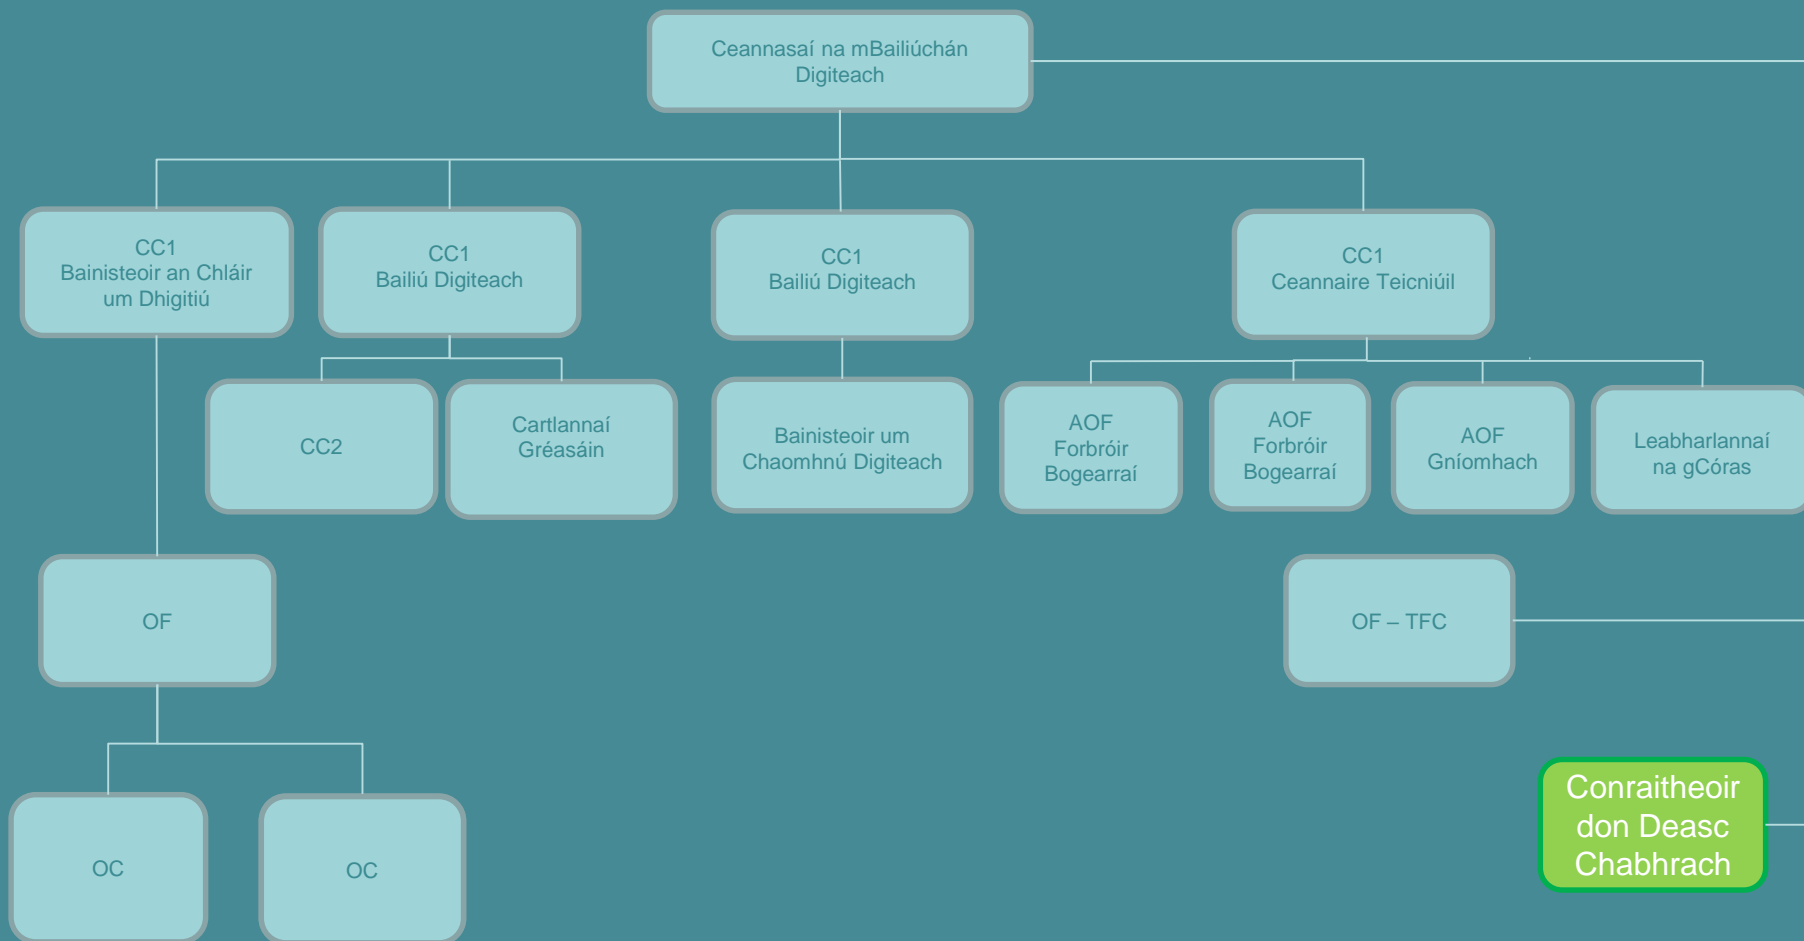 Ceannasaí na mBailiúchán
Digiteach
CC1
Bainisteoir an Chláir
um Dhigitiú
CC1
Bailiú Digiteach
CC1
Bailiú Digiteach
CC1
Ceannaire Teicniúil
CC2
Cartlannaí
Gréasáin
Bainisteoir um
Chaomhnú Digiteach
AOF
Forbróir
Bogearraí
AOF
Forbróir
Bogearraí
AOF
Gníomhach
Leabharlannaí
na gCóras
OF
OF – TFC
Conraitheoir
don Deasc
Chabhrach
OC
OC